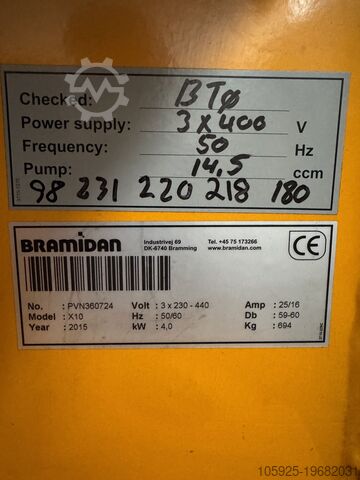 Checked: BTØ
Power supply: 3 x 400 V
Frequency: 50 Hz
Pump: 14,5 ccm
98 231 220 218 180
BRAMIDAN
Industrivej 69
DK-6740 Bramming
Tel. +45 75 173266
www.bramidan.com
CE
No. : PVN360724 Volt : 3 x 230 - 440 Amp : 25/16
Model : X10 Hz : 50/60 Db : 59-60
Year : 2015 kW : 4,0 Kg : 694
105925-19682031